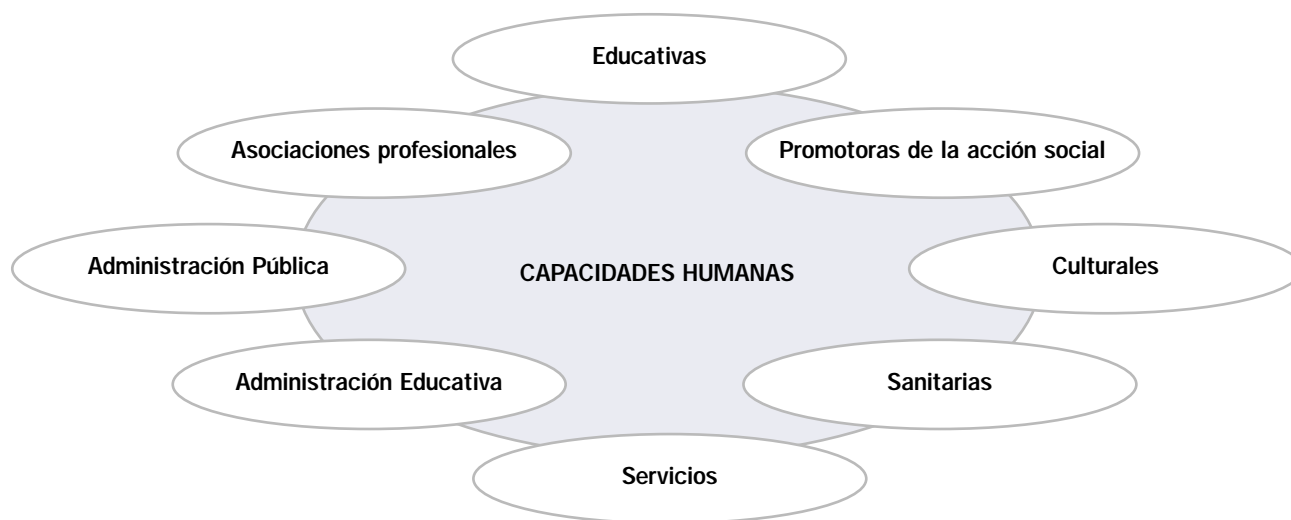 Educativas
Asociaciones profesionales
Promotoras de la acción social
Administración Pública
CAPACIDADES HUMANAS
Culturales
Administración Educativa
Sanitarias
Servicios